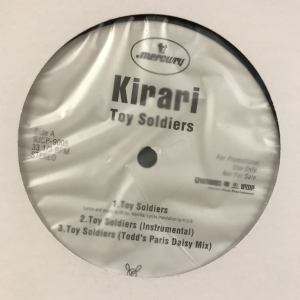 mercury
Kirari
Toy Soldiers
Side A
33 1/3 RPM
STEREO
For Promotional
Use Only
Not For Sale
1.Toy Soldiers
2.Toy Soldiers (Instrumental)
3.Toy Soldiers (Todd's Paris Daisy Mix)